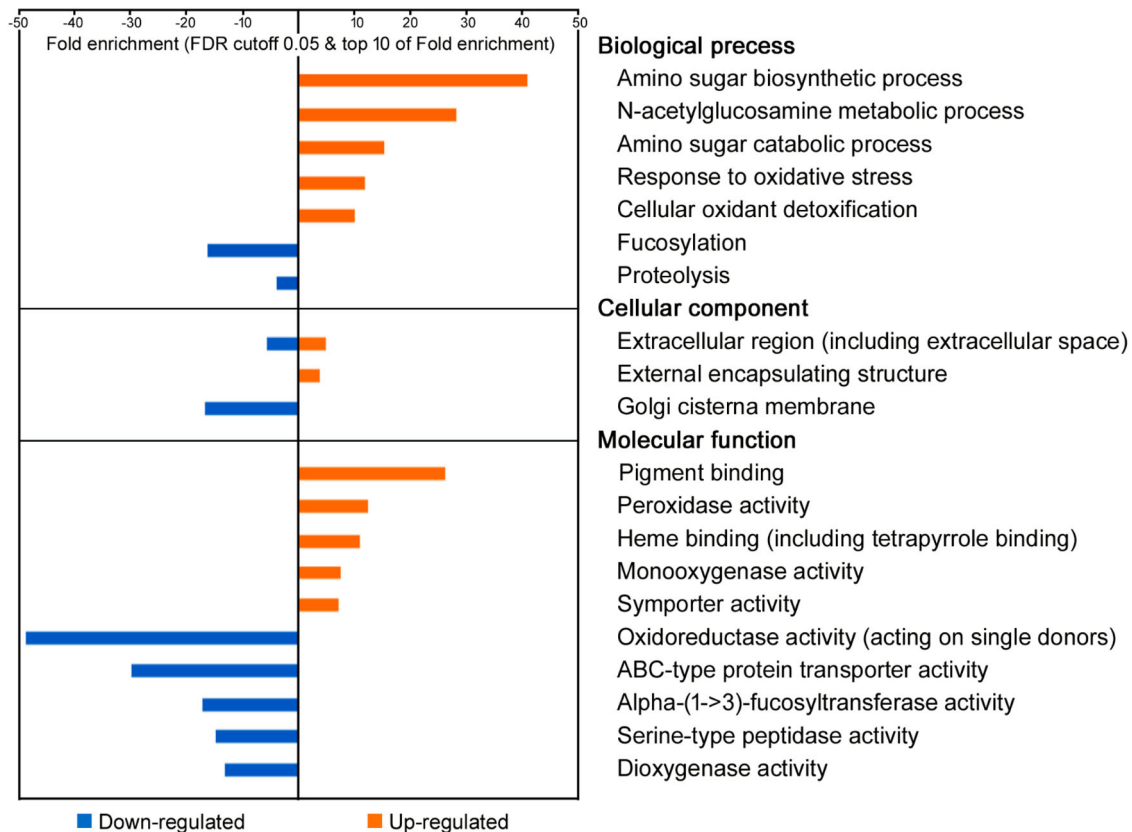 -50 -40 -30 -20 -10 0 10 20 30 40 50
Fold enrichment (FDR cutoff 0.05 & top 10 of Fold enrichment)
Biological precess
Amino sugar biosynthetic process
N-acetylglucosamine metabolic process
Amino sugar catabolic process
Response to oxidative stress
Cellular oxidant detoxification
Fucosylation
Proteolysis
Cellular component
Extracellular region (including extracellular space)
External encapsulating structure
Golgi cisterna membrane
Molecular function
Pigment binding
Peroxidase activity
Heme binding (including tetrapyrrole binding)
Monooxygenase activity
Symporter activity
Oxidoreductase activity (acting on single donors)
ABC-type protein transporter activity
Alpha-(1->3)-fucosyltransferase activity
Serine-type peptidase activity
Dioxygenase activity
Down-regulated Up-regulated